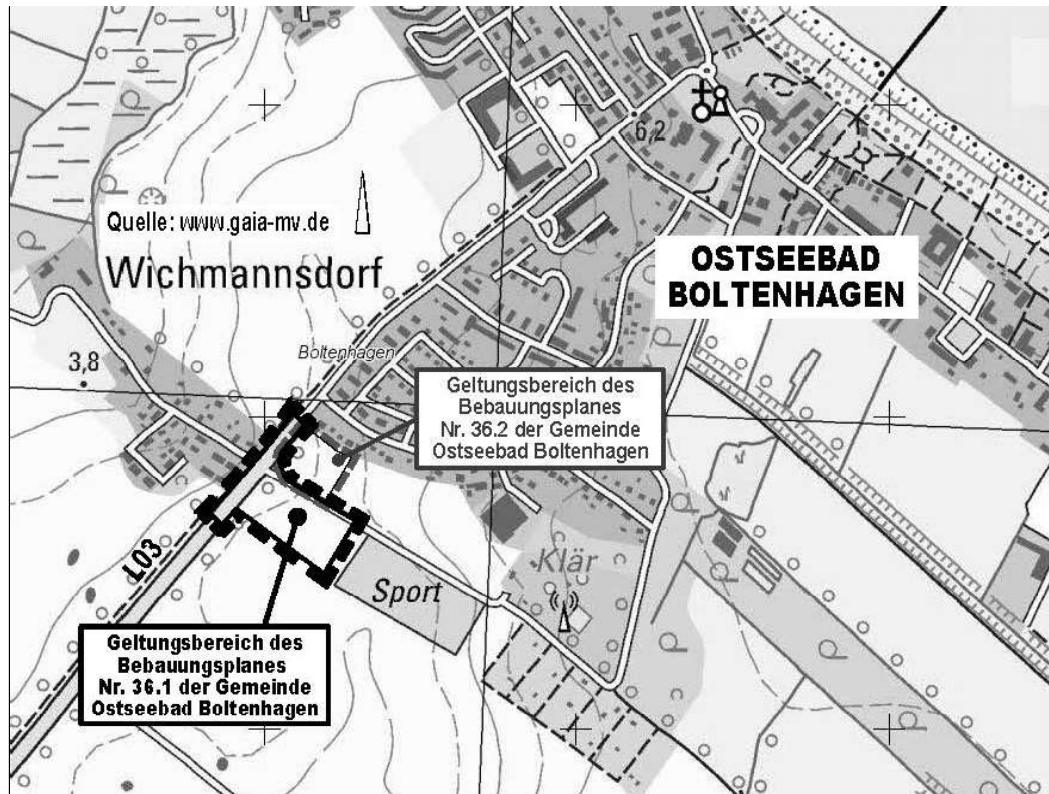 6,2
Quelle: www.gaia-mv.de
Wichmannsdorf
OSTSEEBAD
BOLTENHAGEN
Boltenhagen
3,8
Geltungsbereich des
Bebauungsplanes
Nr. 36.2 der Gemeinde
Ostseebad Boltenhagen
L03
Klär
Sport
Geltungsbereich des
Bebauungsplanes
Nr. 36.1 der Gemeinde
Ostseebad Boltenhagen